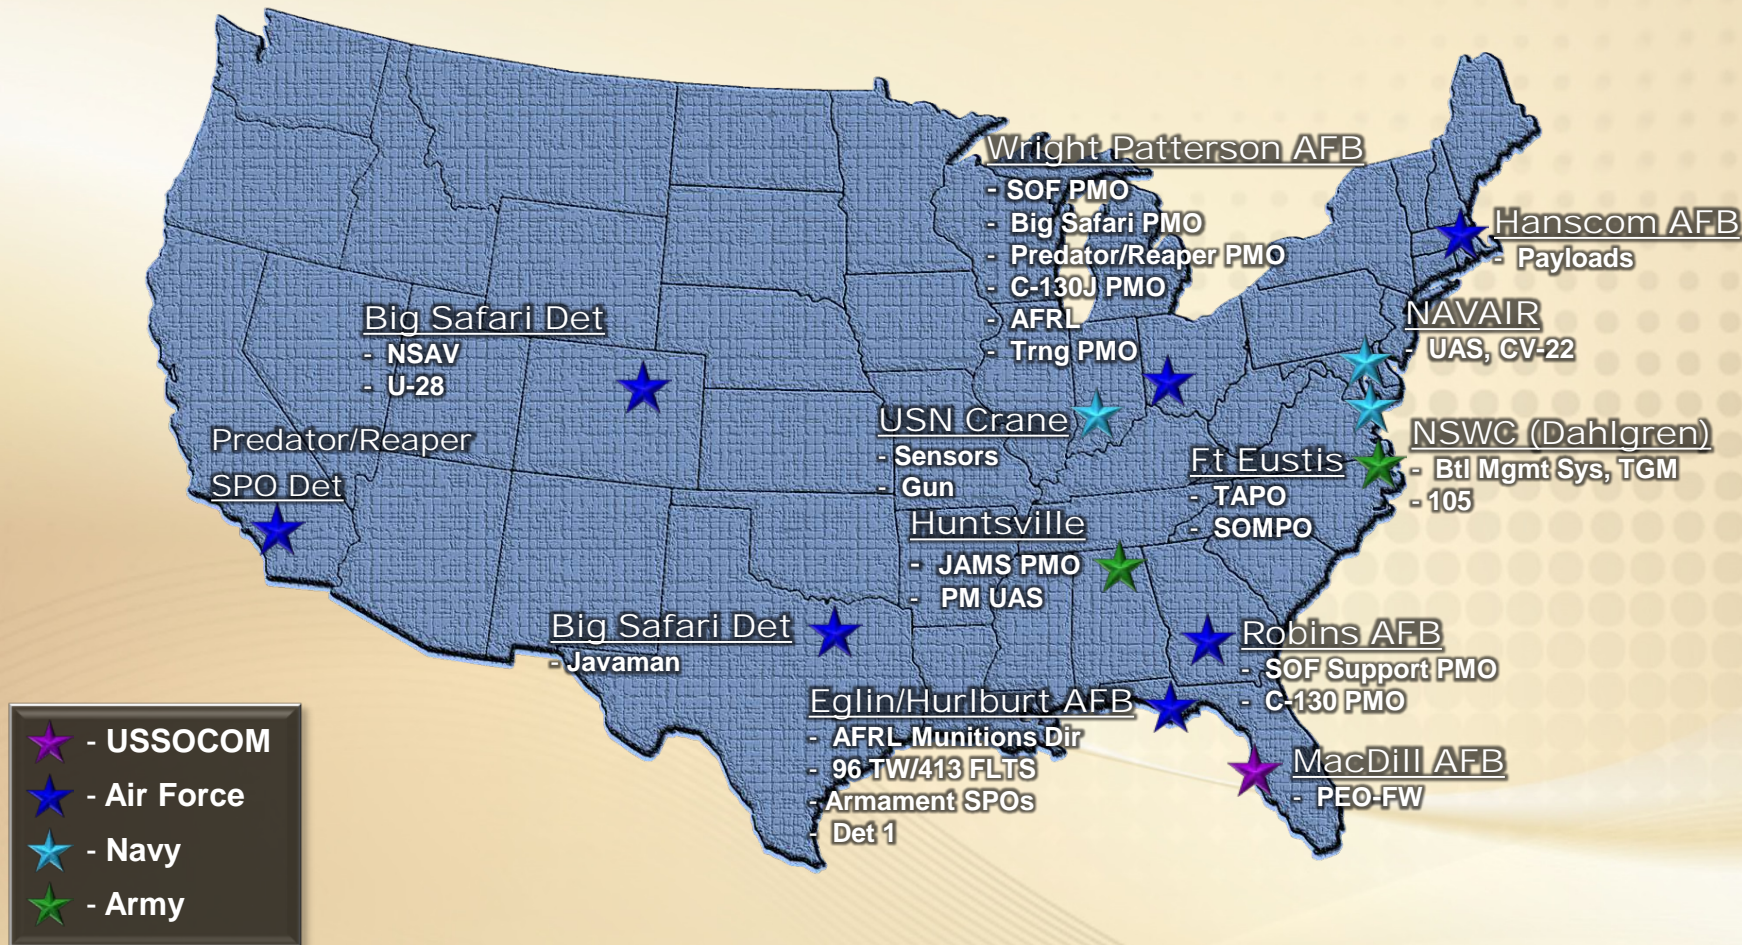 Wright Patterson AFB
- SOF PMO
- Big Safari PMO
- Predator/Reaper PMO
- C-130J PMO
- AFRL
- Trng PMO
Hanscom AFB
- Payloads
NAVAIR
- UAS, CV-22
Big Safari Det
- NSAV
- U-28
USN Crane
- Sensors
- Gun
NSWC (Dahlgren)
- Btl Mgmt Sys, TGM
- 105
Predator/Reaper
SPO Det
Ft Eustis
- TAPO
- SOMPO
Huntsville
- JAMS PMO
- PM UAS
Big Safari Det
- Javaman
Robins AFB
- SOF Support PMO
- C-130 PMO
Eglin/Hurlburt AFB
- AFRL Munitions Dir
- 96 TW/413 FLTS
- Armament SPOs
- Det 1
MacDill AFB
- PEO-FW
- USSOCOM
- Air Force
- Navy
- Army